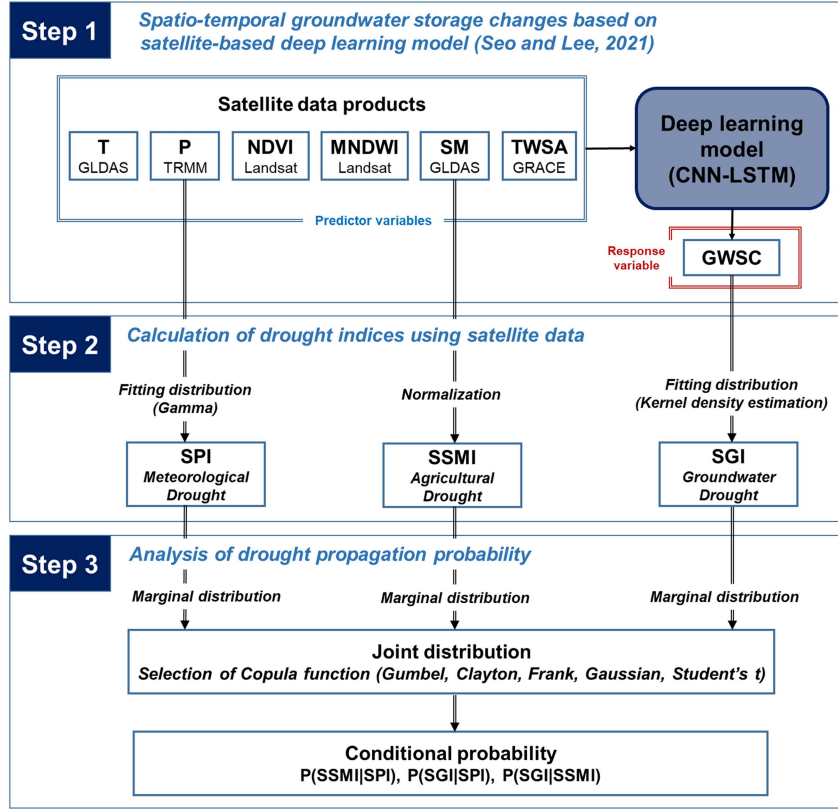 Step 1
Spatio-temporal groundwater storage changes based on
satellite-based deep learning model (Seo and Lee, 2021)
Satellite data products
T
GLDAS
P
TRMM
NDVI
Landsat
MNDWI
Landsat
SM
GLDAS
TWSA
GRACE
Predictor variables
Deep learning
model
(CNN-LSTM)
Response
variable
GWSC
Step 2
Calculation of drought indices using satellite data
Fitting distribution
(Gamma)
Normalization
Fitting distribution
(Kernel density estimation)
SPI
Meteorological
Drought
SSMI
Agricultural
Drought
SGI
Groundwater
Drought
Step 3
Analysis of drought propagation probability
Marginal distribution
Marginal distribution
Marginal distribution
Joint distribution
Selection of Copula function (Gumbel, Clayton, Frank, Gaussian, Student's t)
Conditional probability
P(SSMI|SPI), P(SGI|SPI), P(SGI|SSMI)